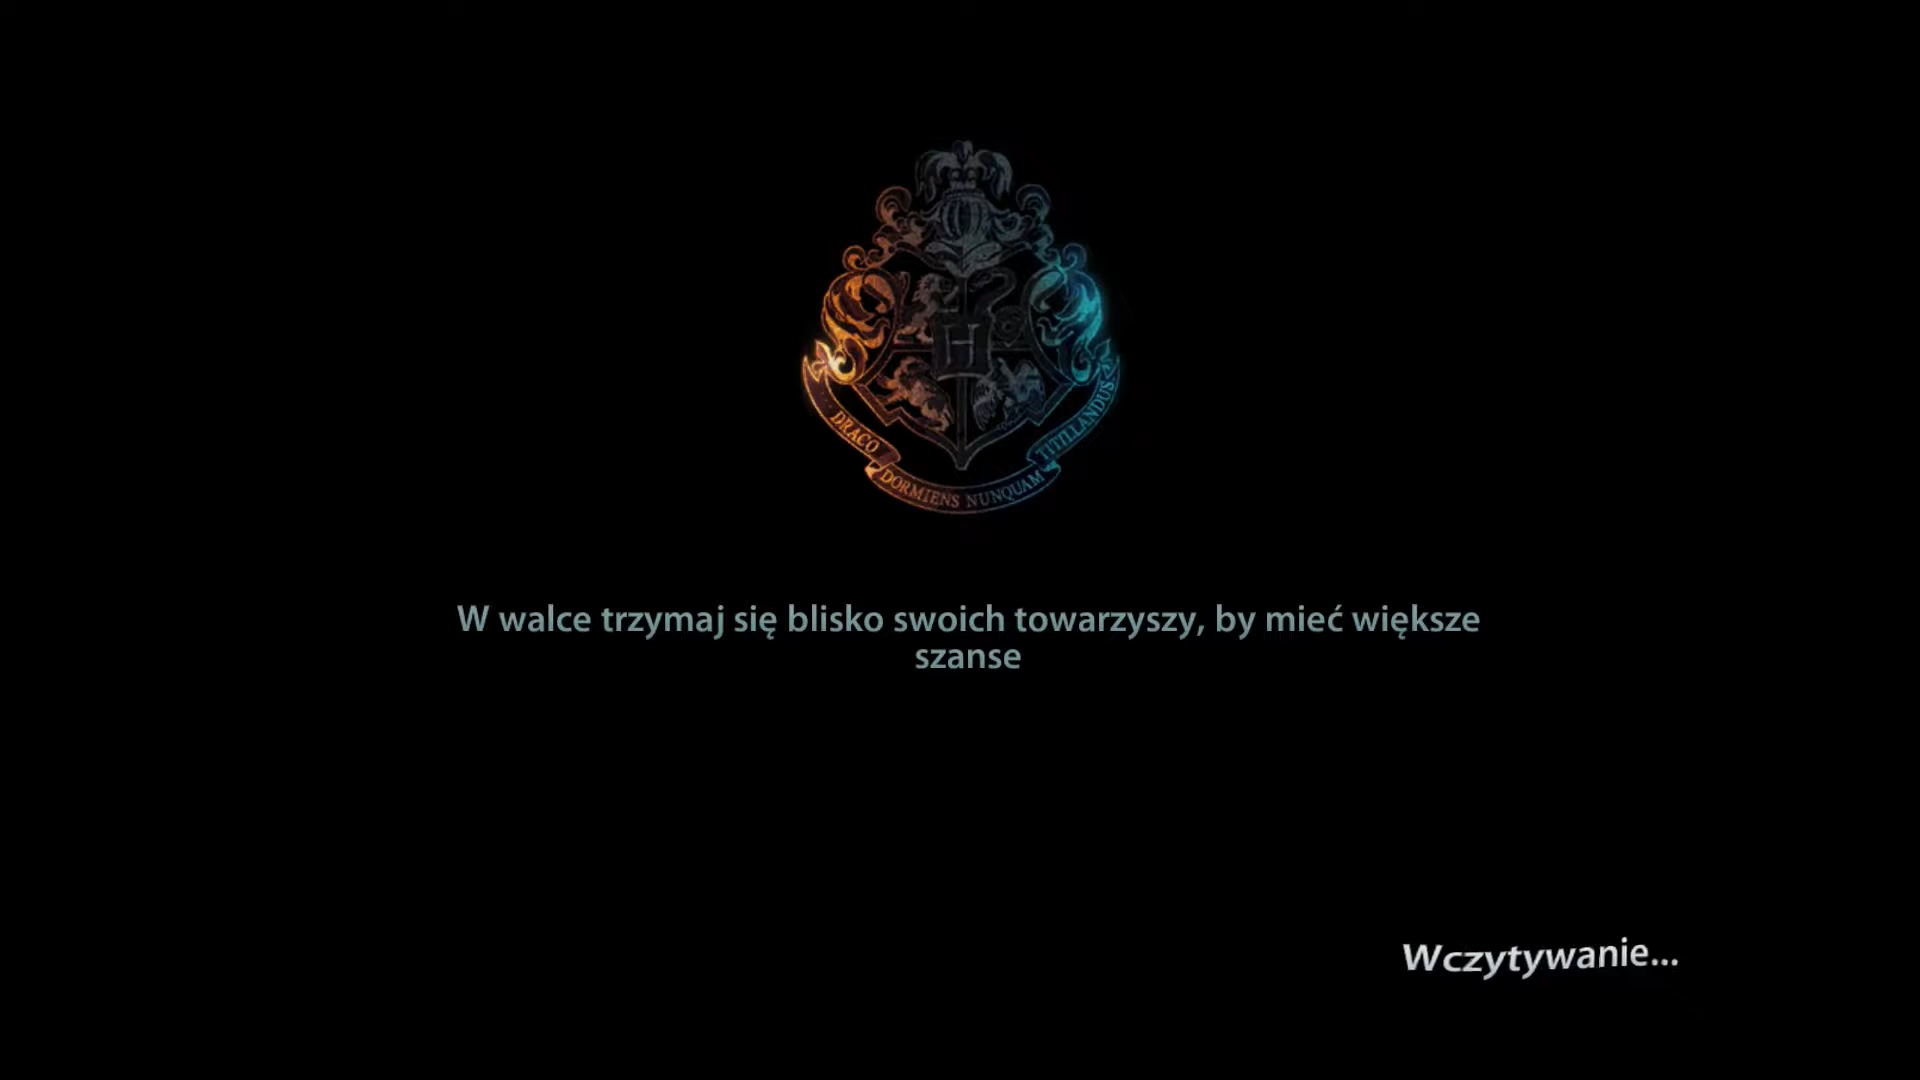 H
DRACO
DORMIENS NUNQUAM
TITILLANDUS
W walce trzymaj się blisko swoich towarzyszy, by mieć większe
szanse
Wczytywanie...